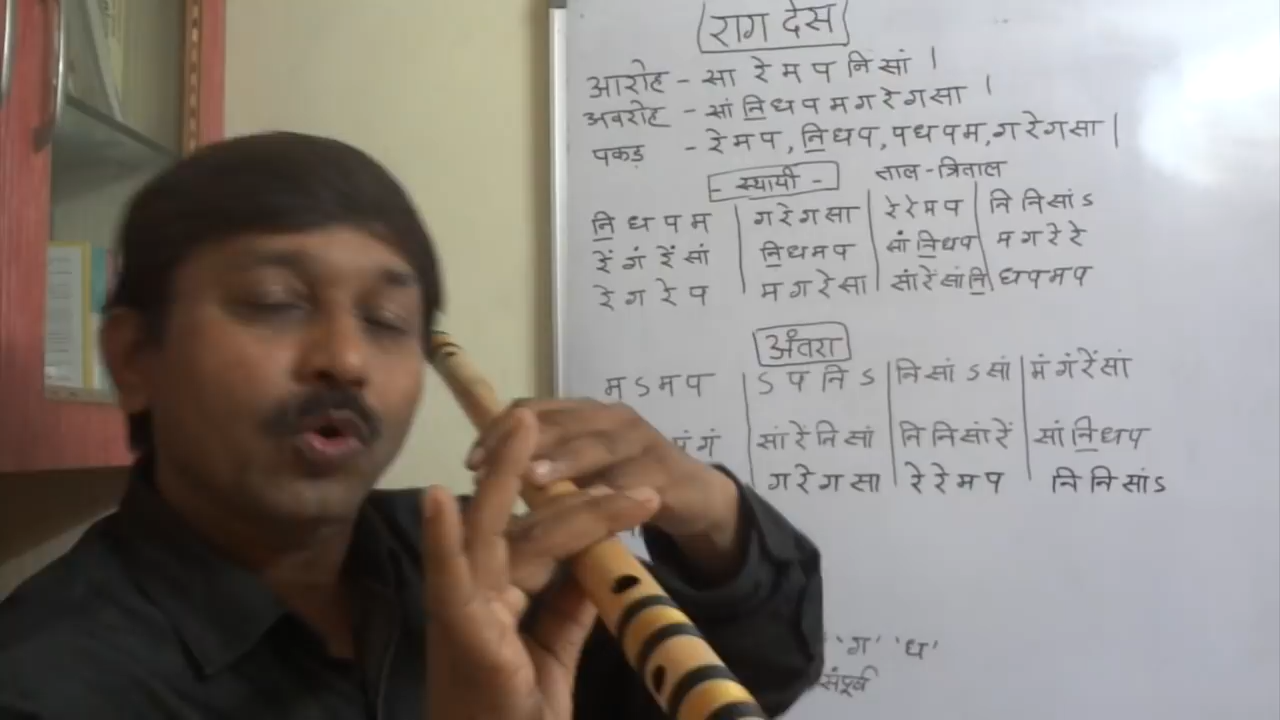 राग देस
आरोह - सा रे म प नि सां ।
अवरोह - सां नि॒ ध प म ग रे ग सा ।
पकड़ - रे म प, नि॒ ध प, प ध प म, ग रे ग सा |
- स्थायी - ताल - त्रिताल
नि॒ ध प म | ग रे ग सा | रे रे म प | नि नि सां ऽ
रें गं रें सां | नि॒ ध म प | सां नि॒ ध प | म ग रे रे
रे ग रे प | म ग रे सा | सां रें सां नि॒ | ध प म प
अंतरा
म ऽ म प | ऽ प नि ऽ | नि सां ऽ सां | मं गं रें सां
पं गं | सां रें नि सां | नि नि सां रें | सां नि॒ ध प
ग रे ग सा | रे रे म प | नि नि सां ऽ
'ग' 'ध'
संपूर्ण